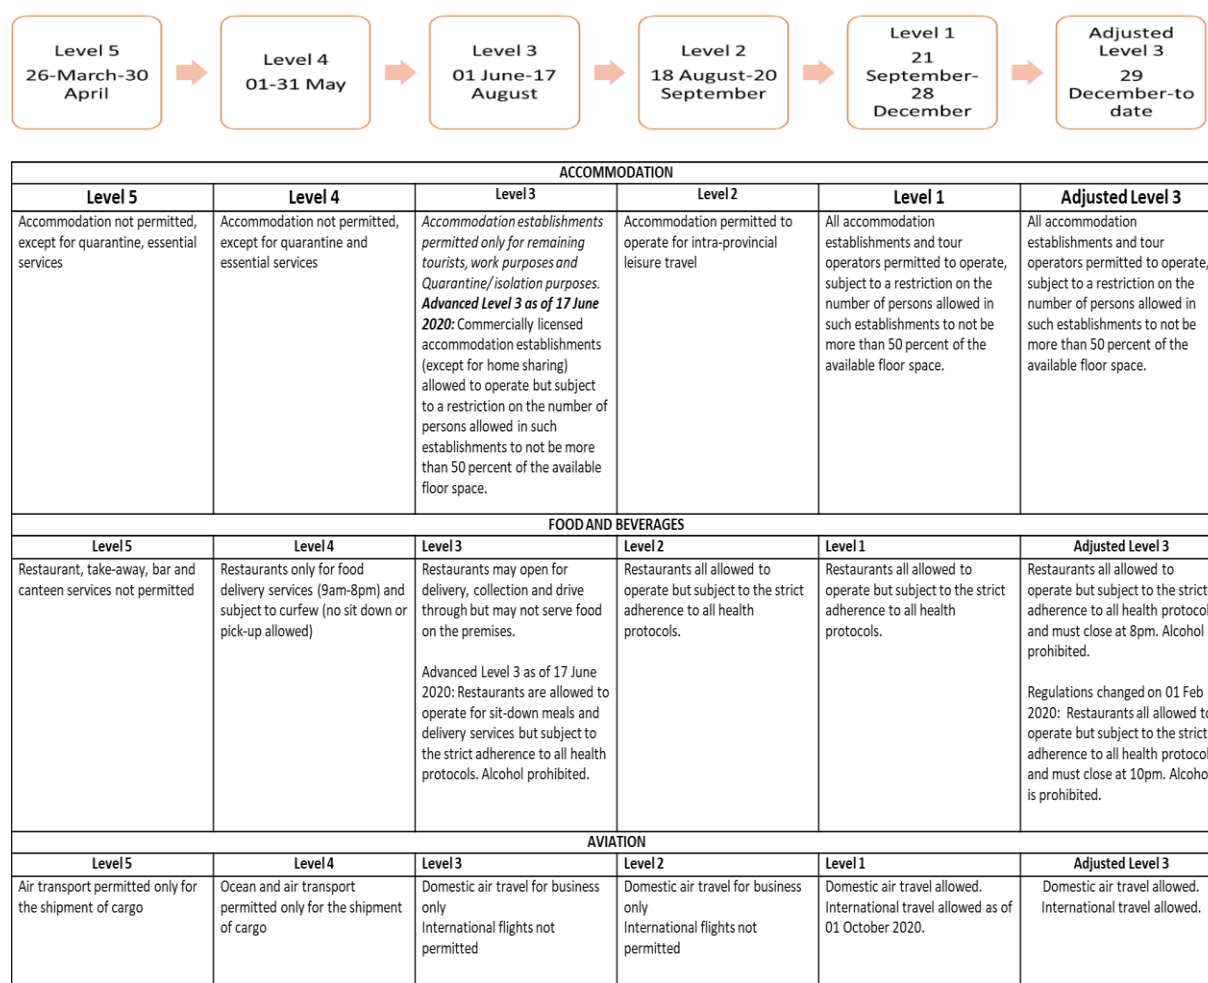 Level 5
26-March-30
April
Level 4
01-31 May
Level 3
01 June-17
August
Level 2
18 August-20
September
Level 1
21
September-
28
December
Adjusted
Level 3
29
December-to
date
ACCOMMODATION
Level 5
Level 4
Level 3
Level 2
Level 1
Adjusted Level 3
Accommodation not permitted,
except for quarantine, essential
services
Accommodation not permitted,
except for quarantine and
essential services
Accommodation establishments
permitted only for remaining
tourists, work purposes and
Quarantine/isolation purposes.
Advanced Level 3 as of 17 June
2020: Commercially licensed
accommodation establishments
(except for home sharing)
allowed to operate but subject
to a restriction on the number of
persons allowed in such
establishments to not be more
than 50 percent of the available
floor space.
Accommodation permitted to
operate for intra-provincial
leisure travel
All accommodation
establishments and tour
operators permitted to operate,
subject to a restriction on the
number of persons allowed in
such establishments to not be
more than 50 percent of the
available floor space.
All accommodation
establishments and tour
operators permitted to operate,
subject to a restriction on the
number of persons allowed in
such establishments to not be
more than 50 percent of the
available floor space.
FOOD AND BEVERAGES
Level 5
Level 4
Level 3
Level 2
Level 1
Adjusted Level 3
Restaurant, take-away, bar and
canteen services not permitted
Restaurants only for food
delivery services (9am-8pm) and
subject to curfew (no sit down or
pick-up allowed)
Restaurants may open for
delivery, collection and drive
through but may not serve food
on the premises.
Advanced Level 3 as of 17 June
2020: Restaurants are allowed to
operate for sit-down meals and
delivery services but subject to
the strict adherence to all health
protocols. Alcohol prohibited.
Restaurants all allowed to
operate but subject to the strict
adherence to all health
protocols.
Restaurants all allowed to
operate but subject to the strict
adherence to all health
protocols.
Restaurants all allowed to
operate but subject to the strict
adherence to all health protocol
and must close at 8pm. Alcohol
prohibited.
Regulations changed on 01 Feb
2020: Restaurants all allowed to
operate but subject to the strict
adherence to all health protocol
and must close at 10pm. Alcoho
is prohibited.
AVIATION
Level 5
Level 4
Level 3
Level 2
Level 1
Adjusted Level 3
Air transport permitted only for
the shipment of cargo
Ocean and air transport
permitted only for the shipment
of cargo
Domestic air travel for business
only
International flights not
permitted
Domestic air travel for business
only
International flights not
permitted
Domestic air travel allowed.
International travel allowed as of
01 October 2020.
Domestic air travel allowed.
International travel allowed.